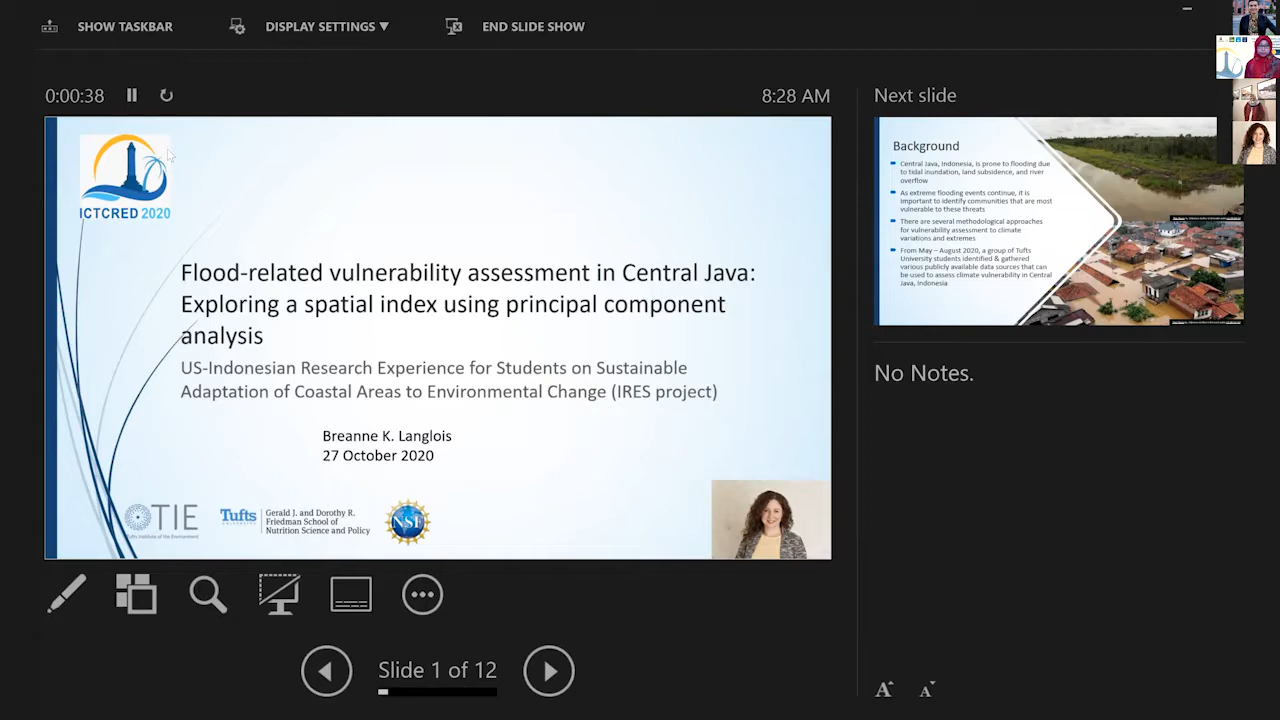 SHOW TASKBAR
DISPLAY SETTINGS ▼
END SLIDE SHOW
0:00:38
8:28 AM
ICTCRED 2020
Flood-related vulnerability assessment in Central Java:
Exploring a spatial index using principal component
analysis
US-Indonesian Research Experience for Students on Sustainable
Adaptation of Coastal Areas to Environmental Change (IRES project)
Breanne K. Langlois
27 October 2020
TIE
Tufts Institute of the Environment
Tufts
UNIVERSITY
Gerald J. and Dorothy R.
Friedman School of
Nutrition Science and Policy
NSF
Slide 1 of 12
Next slide
Background
Central Java, Indonesia, is prone to flooding due
to tidal inundation, land subsidence, and river
overflow
As extreme flooding events continue, it is
important to identify communities that are most
vulnerable to these threats
There are several methodological approaches
for vulnerability assessment to climate
variations and extremes
From May – August 2020, a group of Tufts
University students identified & gathered
various publicly available data sources that can
be used to assess climate vulnerability in Central
Java, Indonesia
No Notes.
A A